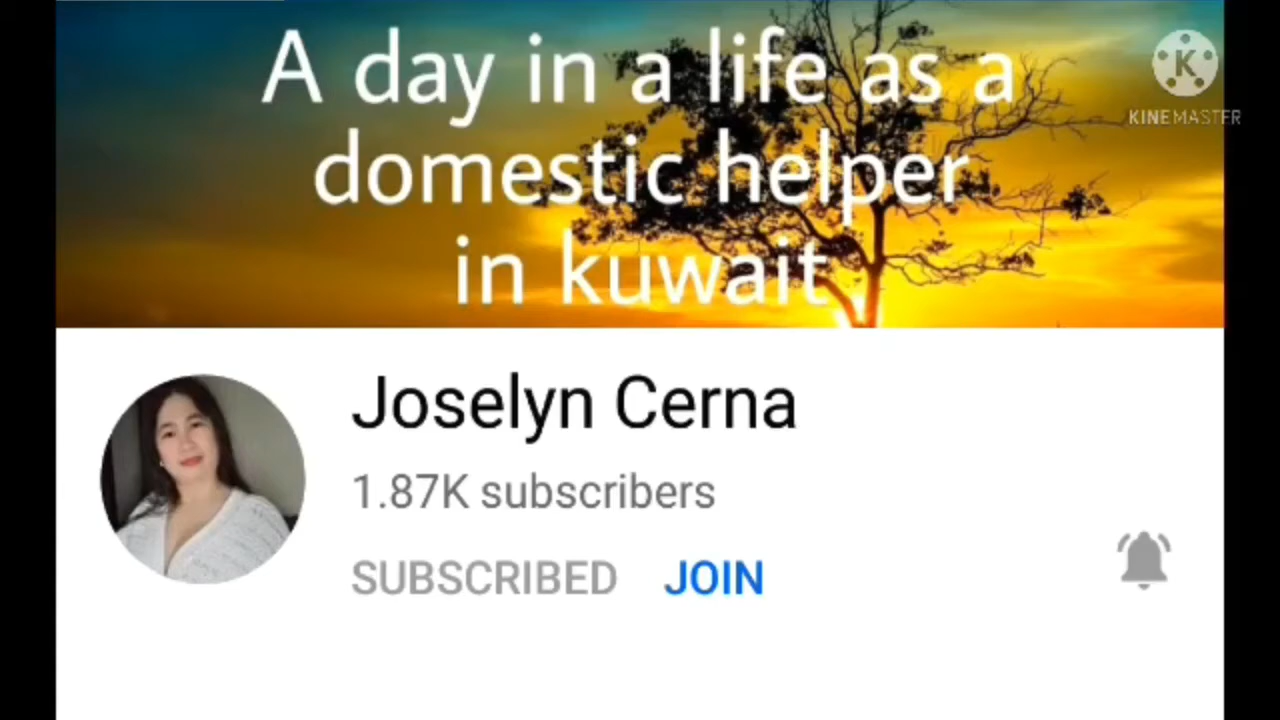 A day in a life as a
domestic helper
in kuwait
K
KINEMASTER
Joselyn Cerna
1.87K subscribers
SUBSCRIBED JOIN